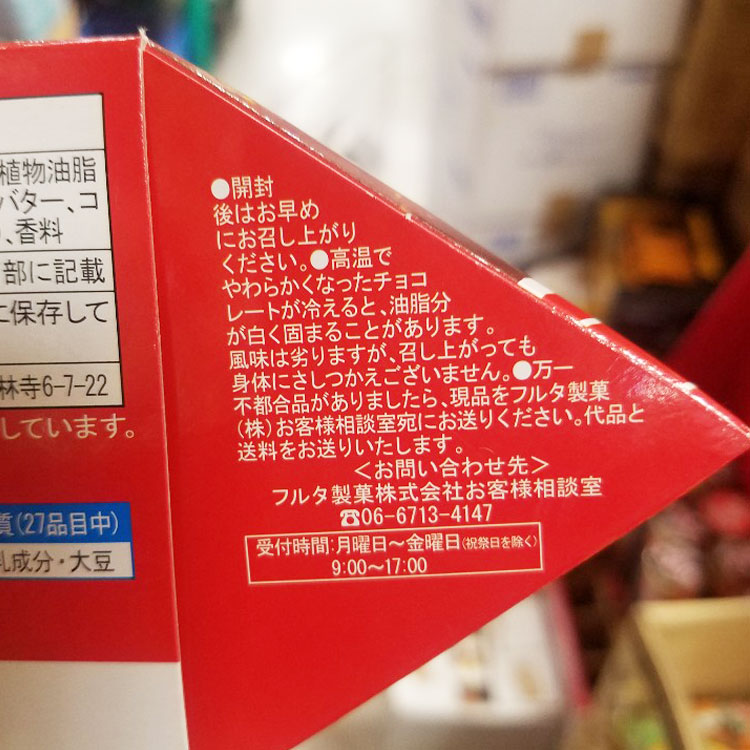 植物油脂
バター、コ
、香料
部に記載
に保存して
林寺6-7-22
しています。
質(27品目中)
乳成分・大豆
●開封
後はお早め
にお召し上がり
ください。●高温で
やわらかくなったチョコ
レートが冷えると、油脂分
が白く固まることがあります。
風味は劣りますが、召し上がっても
身体にさしつかえございません。●万一
不都合品がありましたら、現品をフルタ製菓
(株)お客様相談室宛にお送りください。代品と
送料をお送りいたします。
<お問い合わせ先>
フルタ製菓株式会社お客様相談室
☎06-6713-4147
受付時間:月曜日～金曜日(祝祭日を除く)
9:00～17:00